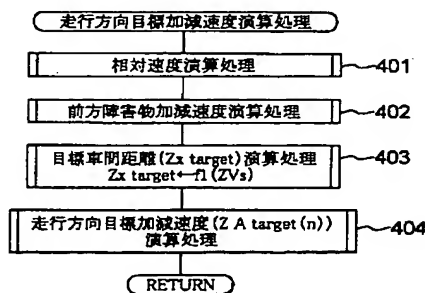 走行方向目標加減速度演算処理
相対速度演算処理
401
前方障害物加減速度演算処理
402
目標車間距離(Zx target)演算処理
Zx target←f1(ZVs)
403
走行方向目標加減速度(Z A target(n))
演算処理
404
RETURN